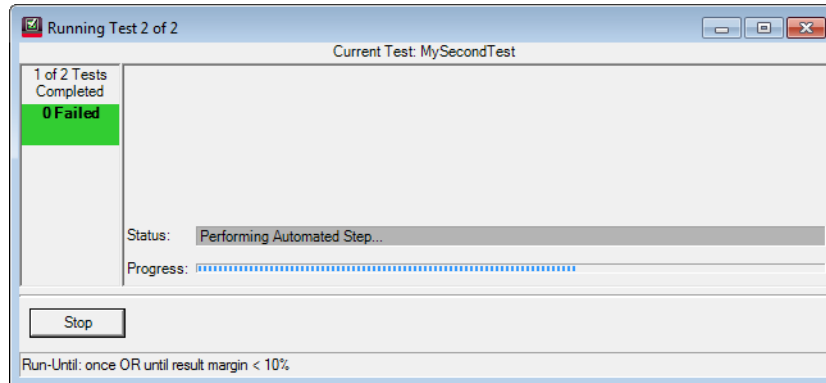 Running Test 2 of 2
Current Test: MySecondTest
1 of 2 Tests
Completed
0 Failed
Status: Performing Automated Step...
Progress:
Stop
Run-Until: once OR until result margin < 10%